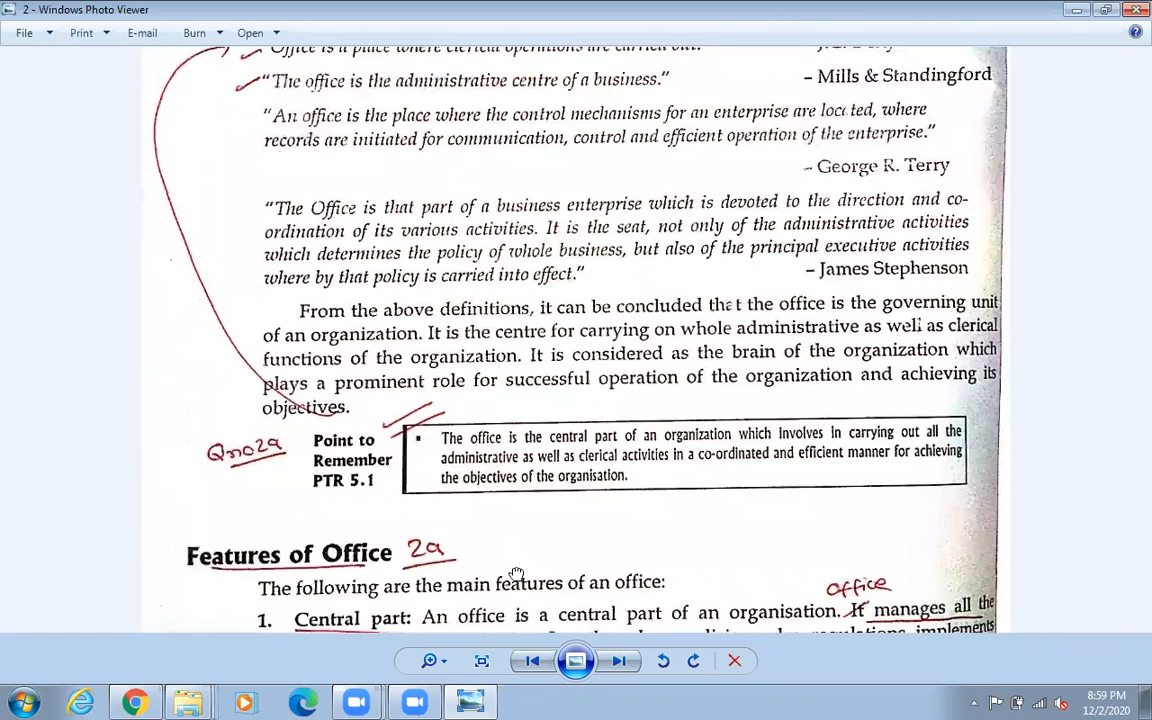 2 - Windows Photo Viewer
File Print E-mail Burn Open
"Office is a place where clerical operations are carried out.
"The office is the administrative centre of a business."
– Mills & Standingford
"An office is the place where the control mechanisms for an enterprise are located, where
records are initiated for communication, control and efficient operation of the enterprise."
– George R. Terry
"The Office is that part of a business enterprise which is devoted to the direction and co-
ordination of its various activities. It is the seat, not only of the administrative activities
which determines the policy of whole business, but also of the principal executive activities
where by that policy is carried into effect."
– James Stephenson
From the above definitions, it can be concluded that the office is the governing unit
of an organization. It is the centre for carrying on whole administrative as well as clerical
functions of the organization. It is considered as the brain of the organization which
plays a prominent role for successful operation of the organization and achieving its
objectives.
Qno2a
Point to
Remember
PTR 5.1
▪ The office is the central part of an organization which involves in carrying out all the
administrative as well as clerical activities in a co-ordinated and efficient manner for achieving
the objectives of the organisation.
Features of Office 2a
The following are the main features of an office:
office
1. Central part: An office is a central part of an organisation. It manages all the
implements
8:59 PM
12/2/2020